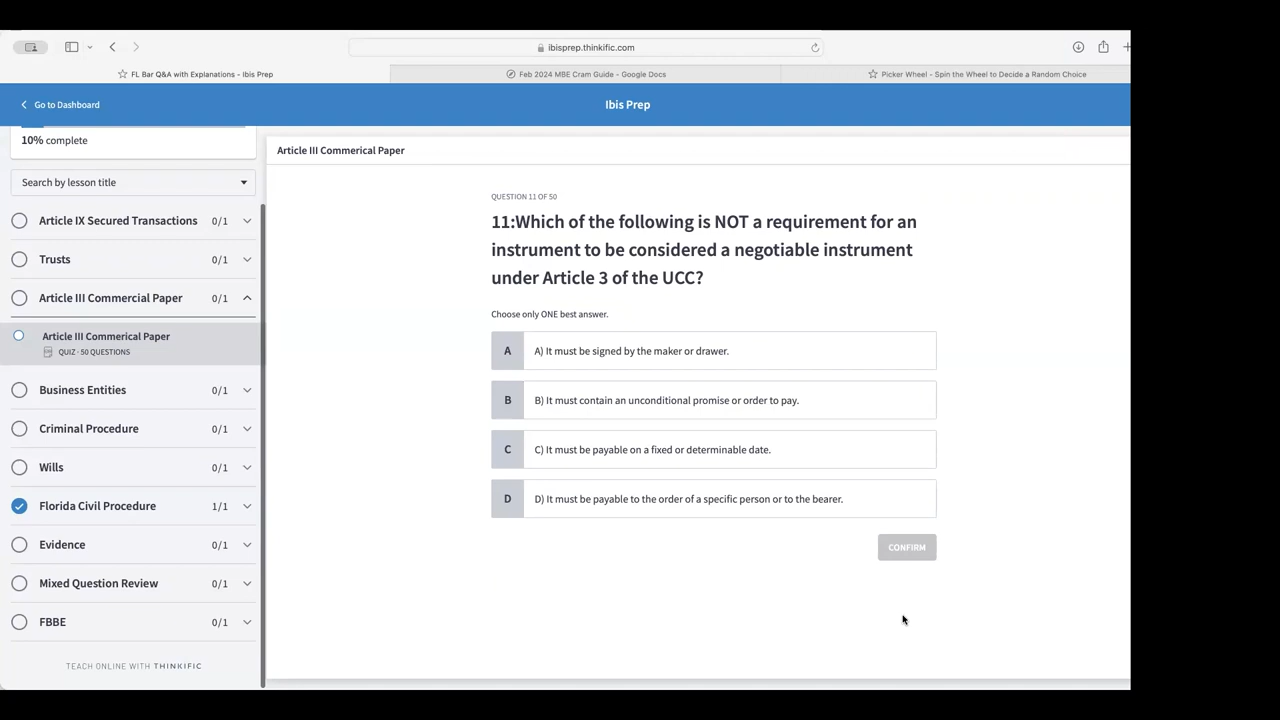 ibisprep.thinkific.com
FL Bar Q&A with Explanations - Ibis Prep
Feb 2024 MBE Cram Guide - Google Docs
Picker Wheel - Spin the Wheel to Decide a Random Choice
Go to Dashboard
Ibis Prep
10% complete
Search by lesson title
Article IX Secured Transactions 0/1
Trusts 0/1
Article III Commercial Paper 0/1
Article III Commerical Paper
QUIZ · 50 QUESTIONS
Business Entities 0/1
Criminal Procedure 0/1
Wills 0/1
Florida Civil Procedure 1/1
Evidence 0/1
Mixed Question Review 0/1
FBBE 0/1
TEACH ONLINE WITH THINKIFIC
Article III Commerical Paper
QUESTION 11 OF 50
11:Which of the following is NOT a requirement for an
instrument to be considered a negotiable instrument
under Article 3 of the UCC?
Choose only ONE best answer.
A A) It must be signed by the maker or drawer.
B B) It must contain an unconditional promise or order to pay.
C C) It must be payable on a fixed or determinable date.
D D) It must be payable to the order of a specific person or to the bearer.
CONFIRM